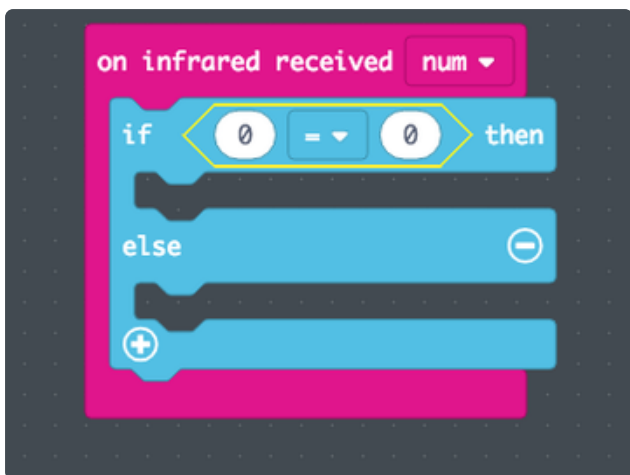 on infrared received num
if 0 = 0 then
else